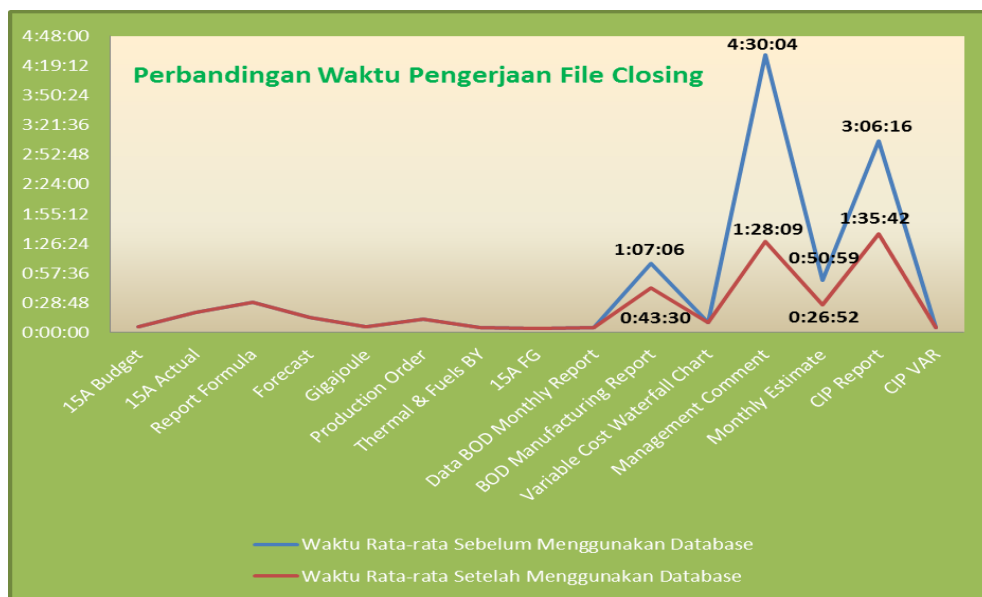 Perbandingan Waktu Pengerjaan File Closing
4:48:00
4:19:12
3:50:24
3:21:36
2:52:48
2:24:00
1:55:12
1:26:24
0:57:36
0:28:48
0:00:00
4:30:04
3:06:16
1:35:42
1:28:09
1:07:06
0:50:59
0:43:30
0:26:52
15A Budget
15A Actual
Report Formula
Forecast
Gigajoule
Production Order
Thermal & Fuels BY
15A FG
Data BOD Monthly Report
BOD Manufacturing Report
Variable Cost Waterfall Chart
Management Comment
Monthly Estimate
CIP Report
CIP VAR
Waktu Rata-rata Sebelum Menggunakan Database
Waktu Rata-rata Setelah Menggunakan Database